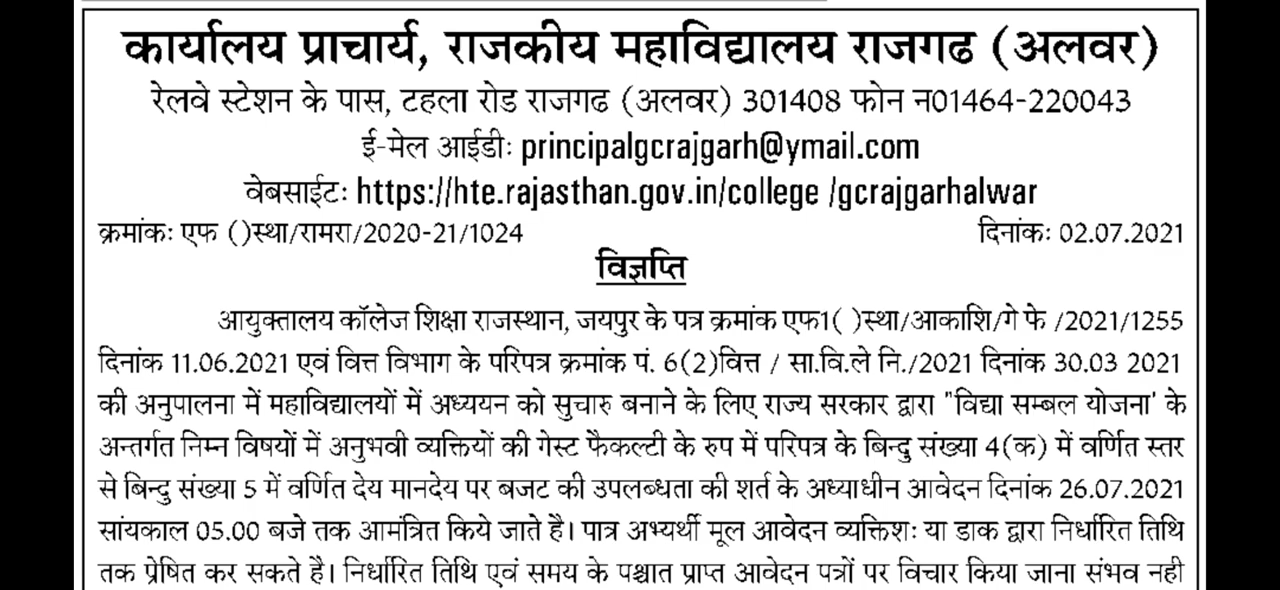 कार्यालय प्राचार्य, राजकीय महाविद्यालय राजगढ (अलवर)
रेलवे स्टेशन के पास, टहला रोड राजगढ (अलवर) 301408 फोन न01464-220043
ई-मेल आईडीः principalgcrajgarh@ymail.com
वेबसाईटः https://hte.rajasthan.gov.in/college /gcrajgarhalwar
क्रमांकः एफ ()स्था/रामरा/2020-21/1024 दिनांकः 02.07.2021
विज्ञप्ति
आयुक्तालय कॉलेज शिक्षा राजस्थान, जयपुर के पत्र क्रमांक एफ1( )स्था/आकाशि/गे फे /2021/1255
दिनांक 11.06.2021 एवं वित्त विभाग के परिपत्र क्रमांक पं. 6(2)वित्त / सा.वि.ले नि./2021 दिनांक 30.03 2021
की अनुपालना में महाविद्यालयों में अध्ययन को सुचारु बनाने के लिए राज्य सरकार द्वारा "विद्या सम्बल योजना' के
अन्तर्गत निम्न विषयों में अनुभवी व्यक्तियों की गेस्ट फैकल्टी के रुप में परिपत्र के बिन्दु संख्या 4(क) में वर्णित स्तर
से बिन्दु संख्या 5 में वर्णित देय मानदेय पर बजट की उपलब्धता की शर्त के अध्याधीन आवेदन दिनांक 26.07.2021
सांयकाल 05.00 बजे तक आमंत्रित किये जाते है। पात्र अभ्यर्थी मूल आवेदन व्यक्तिशः या डाक द्वारा निर्धारित तिथि
तक प्रेषित कर सकते है। निर्धारित तिथि एवं समय के पश्चात प्राप्त आवेदन पत्रों पर विचार किया जाना संभव नही